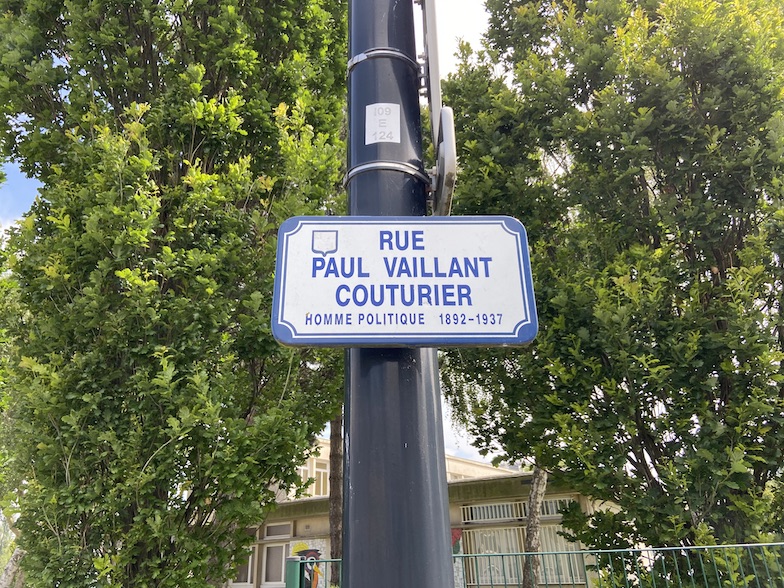 109
E
124
RUE
PAUL VAILLANT
COUTURIER
HOMME POLITIQUE 1892-1937